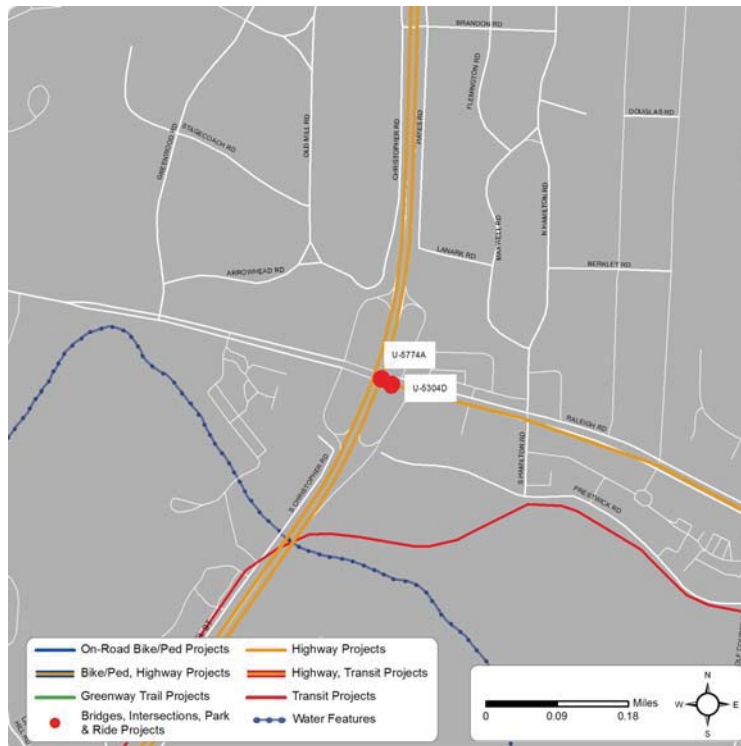 BRANDON RD
FLEMINGTON RD
DOUGLAS RD
STAGECOACH RD
GREENWOOD RD
OLD MILL RD
CHRISTOPHER RD
HAYES RD
MAXWELL RD
N HAMILTON RD
LANARK RD
BERKLEY RD
ARROWHEAD RD
U-5774A
U-5304D
RALEIGH RD
S HAMILTON RD
S CHRISTOPHER RD
PRESTWICK RD
On-Road Bike/Ped Projects
Highway Projects
Bike/Ped, Highway Projects
Highway, Transit Projects
Greenway Trail Projects
Transit Projects
Bridges, Intersections, Park
& Ride Projects
Water Features
Miles
0 0.09 0.18
N
W E
S